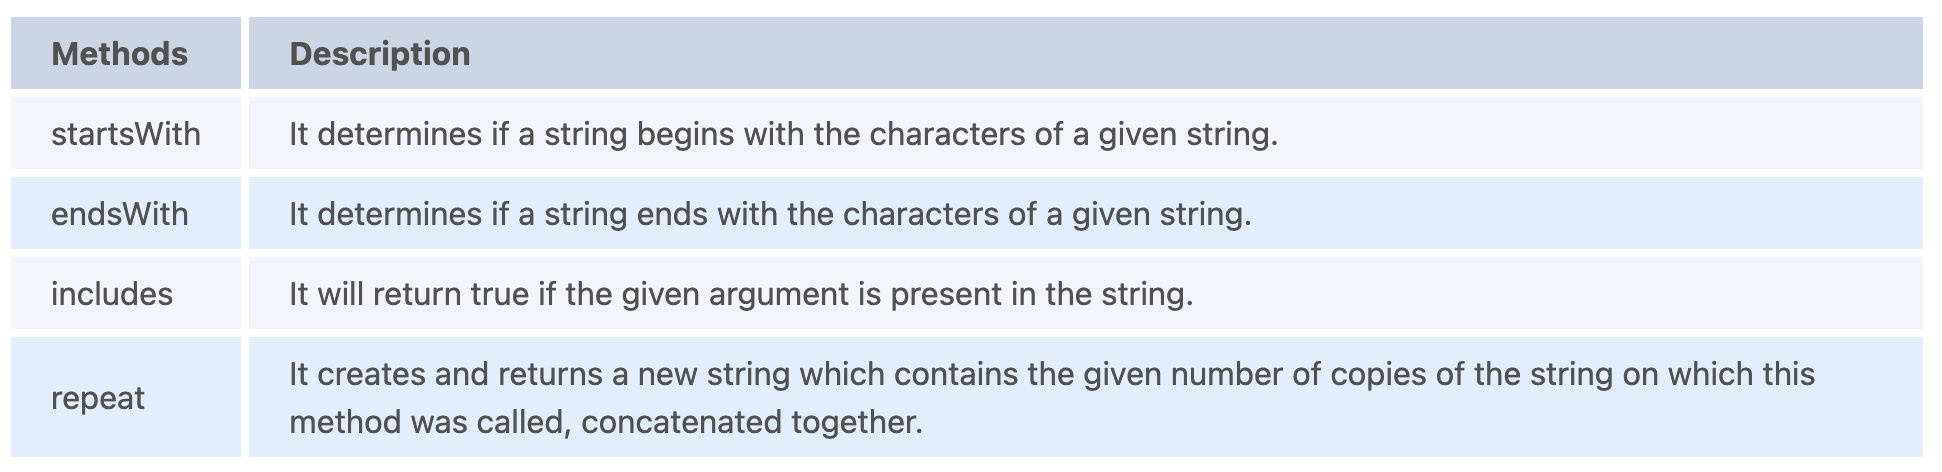 Methods Description
startsWith It determines if a string begins with the characters of a given string.
endsWith It determines if a string ends with the characters of a given string.
includes It will return true if the given argument is present in the string.
repeat It creates and returns a new string which contains the given number of copies of the string on which this
method was called, concatenated together.